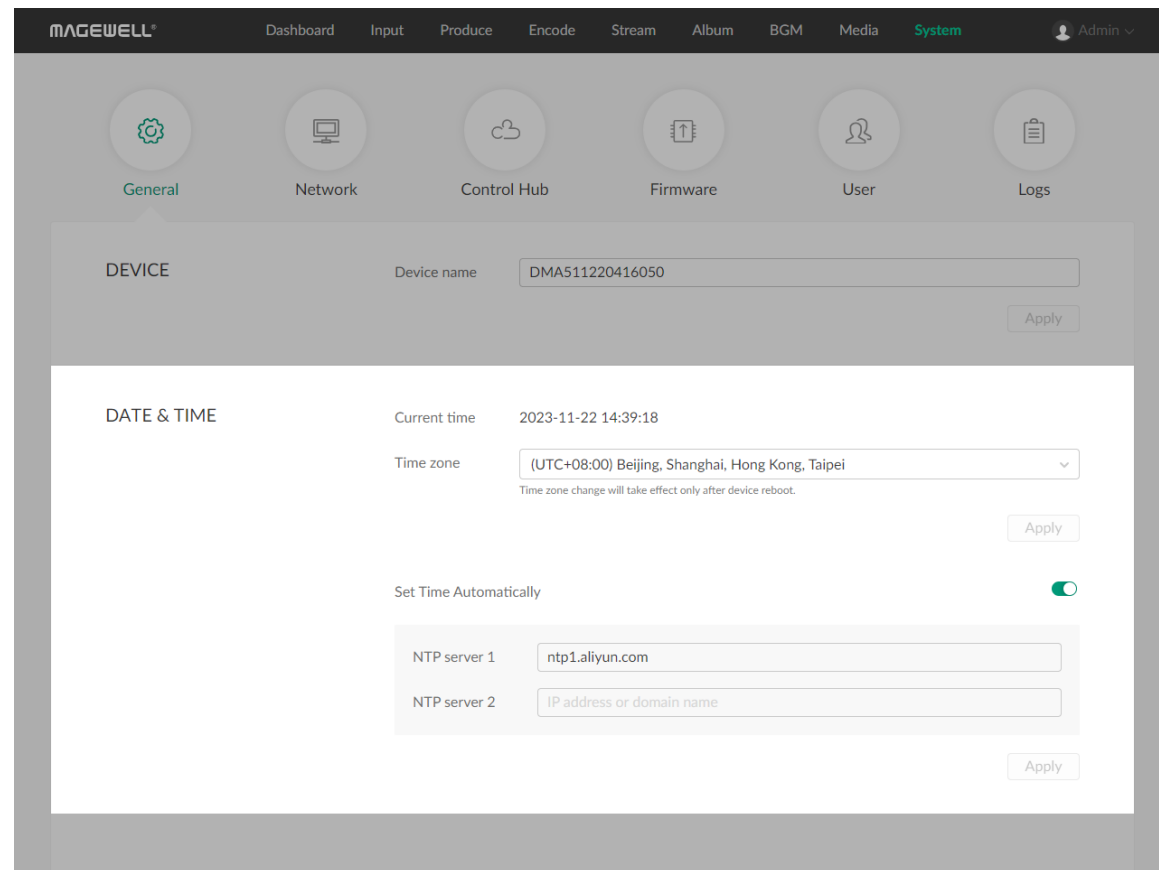 MAGEWELL® Dashboard Input Produce Encode Stream Album BGM Media System Admin
General Network Control Hub Firmware User Logs
DEVICE Device name DMA511220416050
Apply
DATE & TIME Current time 2023-11-22 14:39:18
Time zone (UTC+08:00) Beijing, Shanghai, Hong Kong, Taipei
Time zone change will take effect only after device reboot.
Apply
Set Time Automatically
NTP server 1 ntp1.aliyun.com
NTP server 2 IP address or domain name
Apply